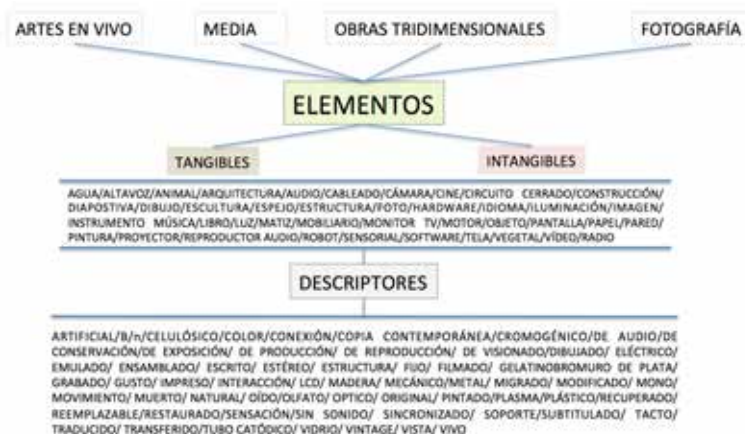 ARTES EN VIVO MEDIA OBRAS TRIDIMENSIONALES FOTOGRAFÍA
ELEMENTOS
TANGIBLES INTANGIBLES
AGUA/ALTAVOZ/ANIMAL/ARQUITECTURA/AUDIO/CABLEADO/CÁMARA/CINE/CIRCUITO CERRADO/CONSTRUCCIÓN/
DIAPOSTIVA/DIBUJO/ESCULTURA/ESPEJO/ESTRUCTURA/FOTO/HARDWARE/IDIOMA/ILUMINACIÓN/IMAGEN/
INSTRUMENTO MÚSICA/LIBRO/LUZ/MATIZ/MOBILIARIO/MONITOR TV/MOTOR/OBJETO/PANTALLA/PAPEL/PARED/
PINTURA/PROYECTOR/REPRODUCTOR AUDIO/ROBOT/SENSORIAL/SOFTWARE/TELA/VEGETAL/VÍDEO/RADIO
DESCRIPTORES
ARTIFICIAL/B/n/CELULÓSICO/COLOR/CONEXIÓN/COPIA CONTEMPORÁNEA/CROMOGÉNICO/DE AUDIO/DE
CONSERVACIÓN/DE EXPOSICIÓN/ DE PRODUCCIÓN/ DE REPRODUCCIÓN/ DE VISIONADO/DIBUJADO/ ELÉCTRICO/
EMULADO/ ENSAMBLADO/ ESCRITO/ ESTÉREO/ ESTRUCTURA/ FIJO/ FILMADO/ GELATINOBROMURO DE PLATA/
GRABADO/ GUSTO/ IMPRESO/ INTERACCIÓN/ LCD/ MADERA/ MECÁNICO/METAL/ MIGRADO/ MODIFICADO/ MONO/
MOVIMIENTO/ MUERTO/ NATURAL/ OÍDO/OLFATO/ OPTICO/ ORIGINAL/ PINTADO/PLASMA/PLÁSTICO/RECUPERADO/
REEMPLAZABLE/RESTAURADO/SENSACIÓN/SIN SONIDO/ SINCRONIZADO/ SOPORTE/SUBTITULADO/ TACTO/
TRADUCIDO/ TRANSFERIDO/TUBO CATÓDICO/ VIDRIO/ VINTAGE/ VISTA/ VIVO